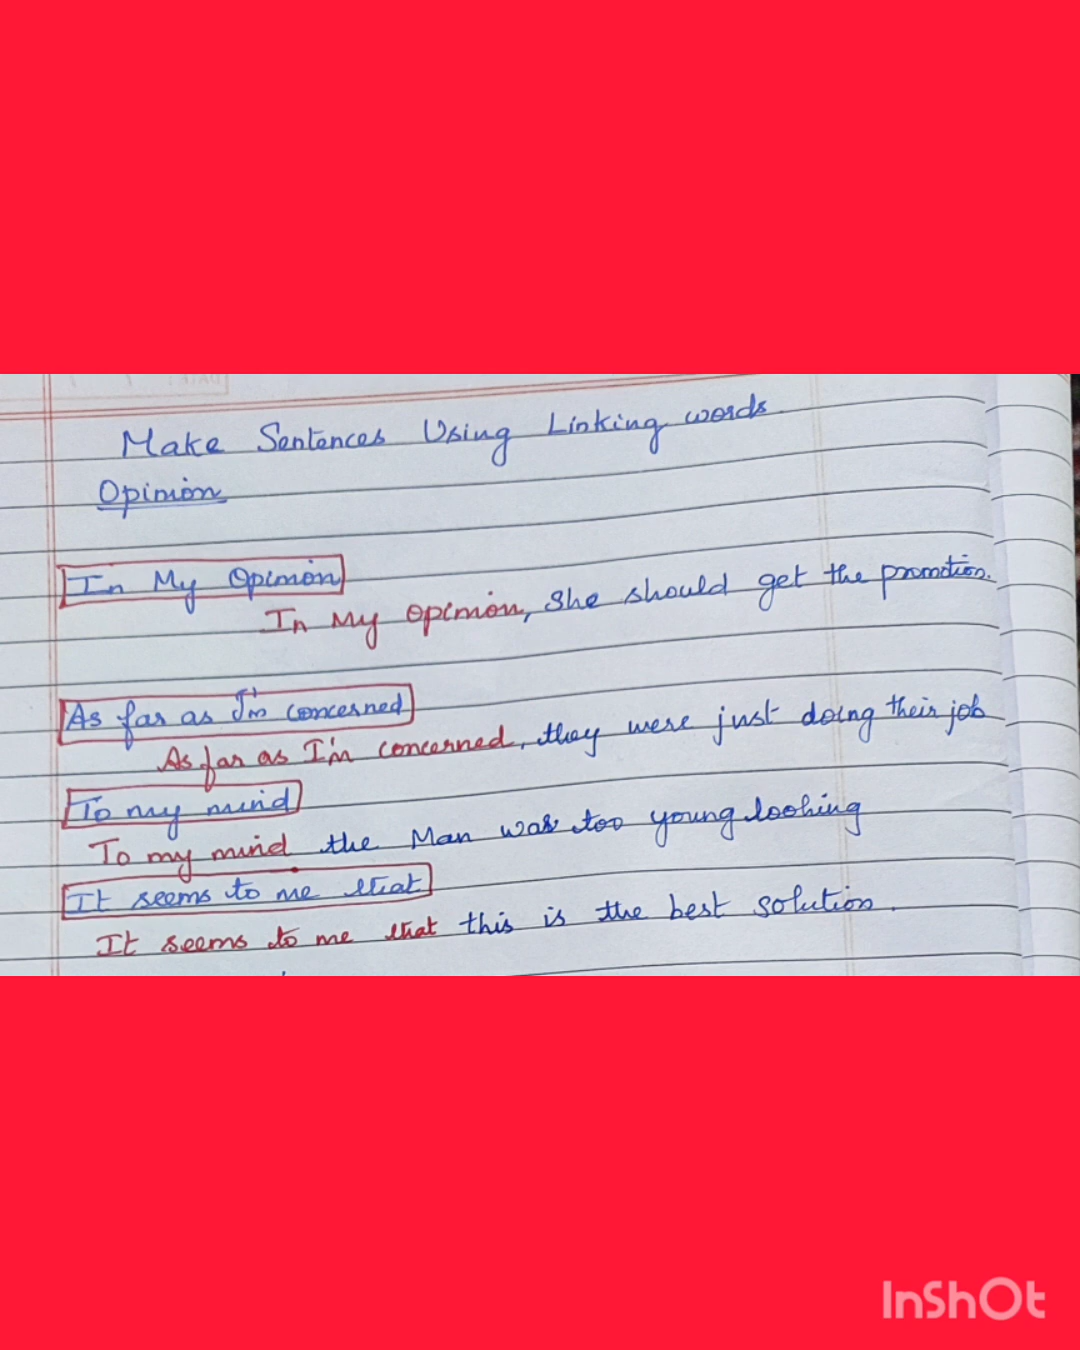 Make Sentences Using Linking words
Opinion
In My Opinion
In My opinion, She should get the promotion.
As far as I'm concerned
As far as I'm concerned, they were just doing their job
To my mind
To my mind the Man was too young looking
It seems to me that
It seems to me that this is the best solution.
InShOt